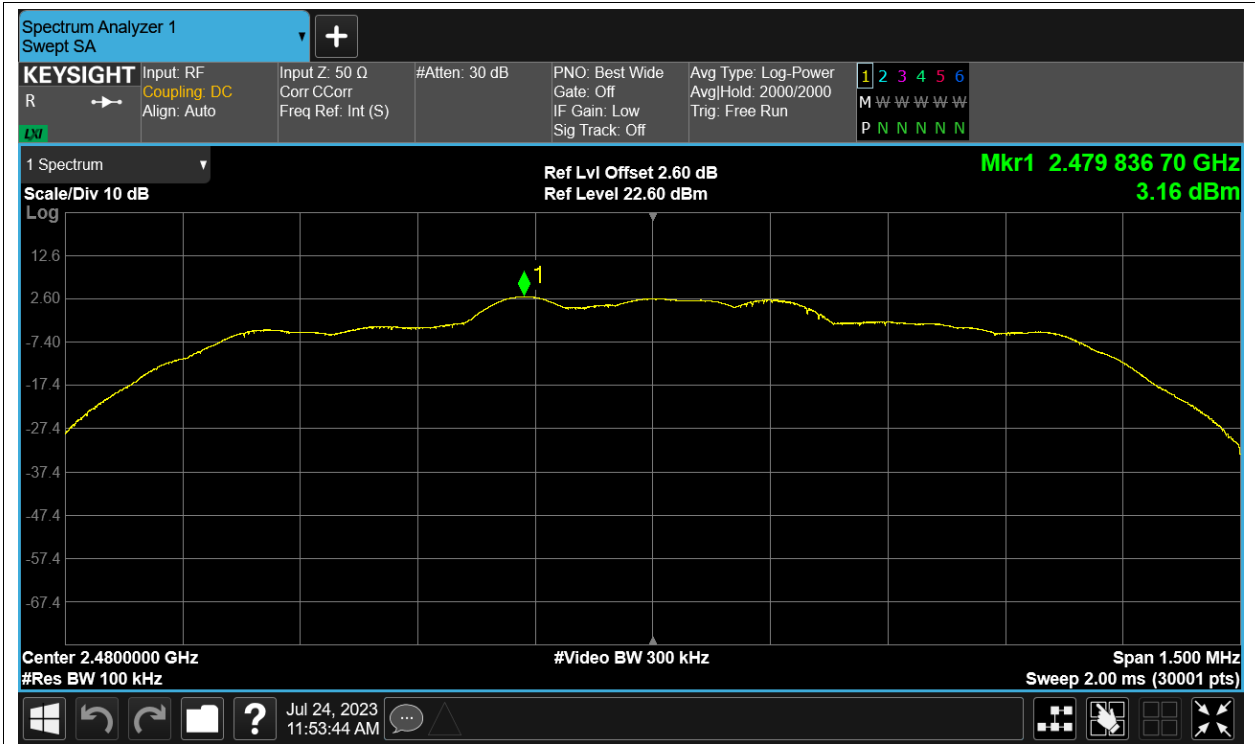 Spectrum Analyzer 1
Swept SA
KEYSIGHT
R
LXI
Input: RF
Coupling: DC
Align: Auto
Input Z: 50 Ω
Corr CCorr
Freq Ref: Int (S)
#Atten: 30 dB
PNO: Best Wide
Gate: Off
IF Gain: Low
Sig Track: Off
Avg Type: Log-Power
Avg|Hold: 2000/2000
Trig: Free Run
1 2 3 4 5 6
M W W W W W
P N N N N N
1 Spectrum
Scale/Div 10 dB
Log
Ref Lvl Offset 2.60 dB
Ref Level 22.60 dBm
Mkr1 2.479 836 70 GHz
3.16 dBm
12.6
1
2.60
-7.40
-17.4
-27.4
-37.4
-47.4
-57.4
-67.4
Center 2.4800000 GHz
#Video BW 300 kHz
Span 1.500 MHz
#Res BW 100 kHz
Sweep 2.00 ms (30001 pts)
?
Jul 24, 2023
11:53:44 AM